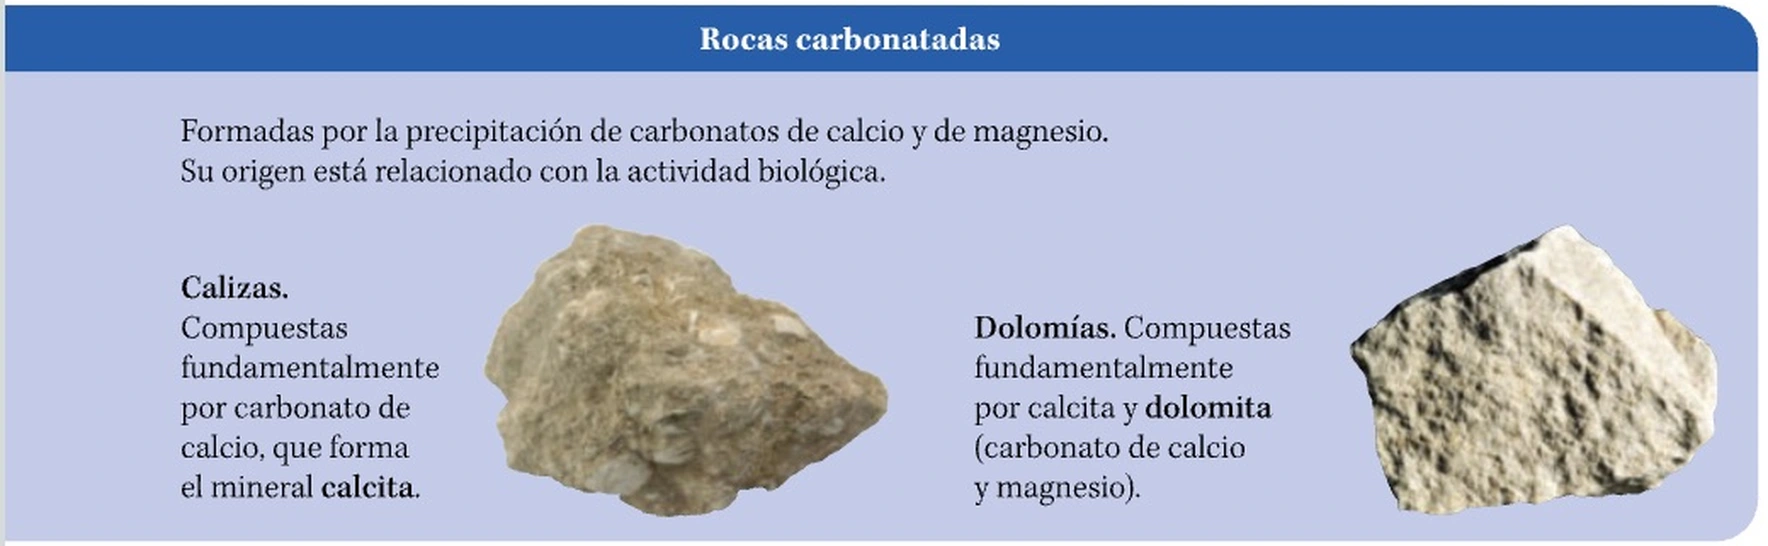 Rocas carbonatadas
Formadas por la precipitación de carbonatos de calcio y de magnesio.
Su origen está relacionado con la actividad biológica.
Calizas.
Compuestas
fundamentalmente
por carbonato de
calcio, que forma
el mineral calcita.
Dolomías. Compuestas
fundamentalmente
por calcita y dolomita
(carbonato de calcio
y magnesio).